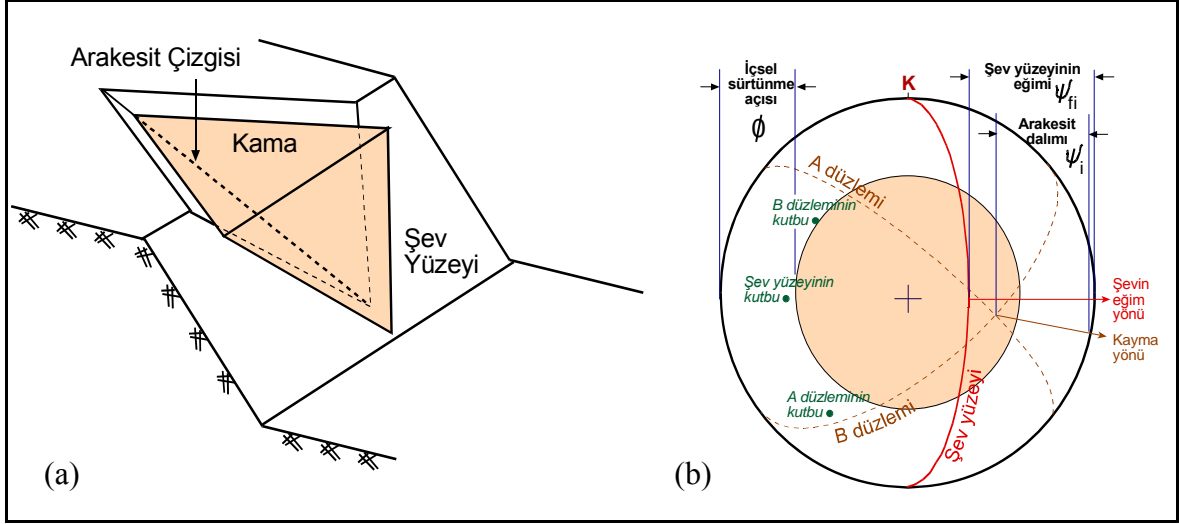 Arakesit Çizgisi
Kama
Şev
Yüzeyi
(a)
İçsel
sürtünme
açısı
ϕ
K
Şev yüzeyinin
eğimi ψfi
Arakesit
dalımı
ψi
A düzlemi
B düzleminin
kutbu
Şev yüzeyinin
kutbu
Şevin
eğim
yönü
Kayma
yönü
A düzleminin
kutbu
B düzlemi
Şev yüzeyi
(b)